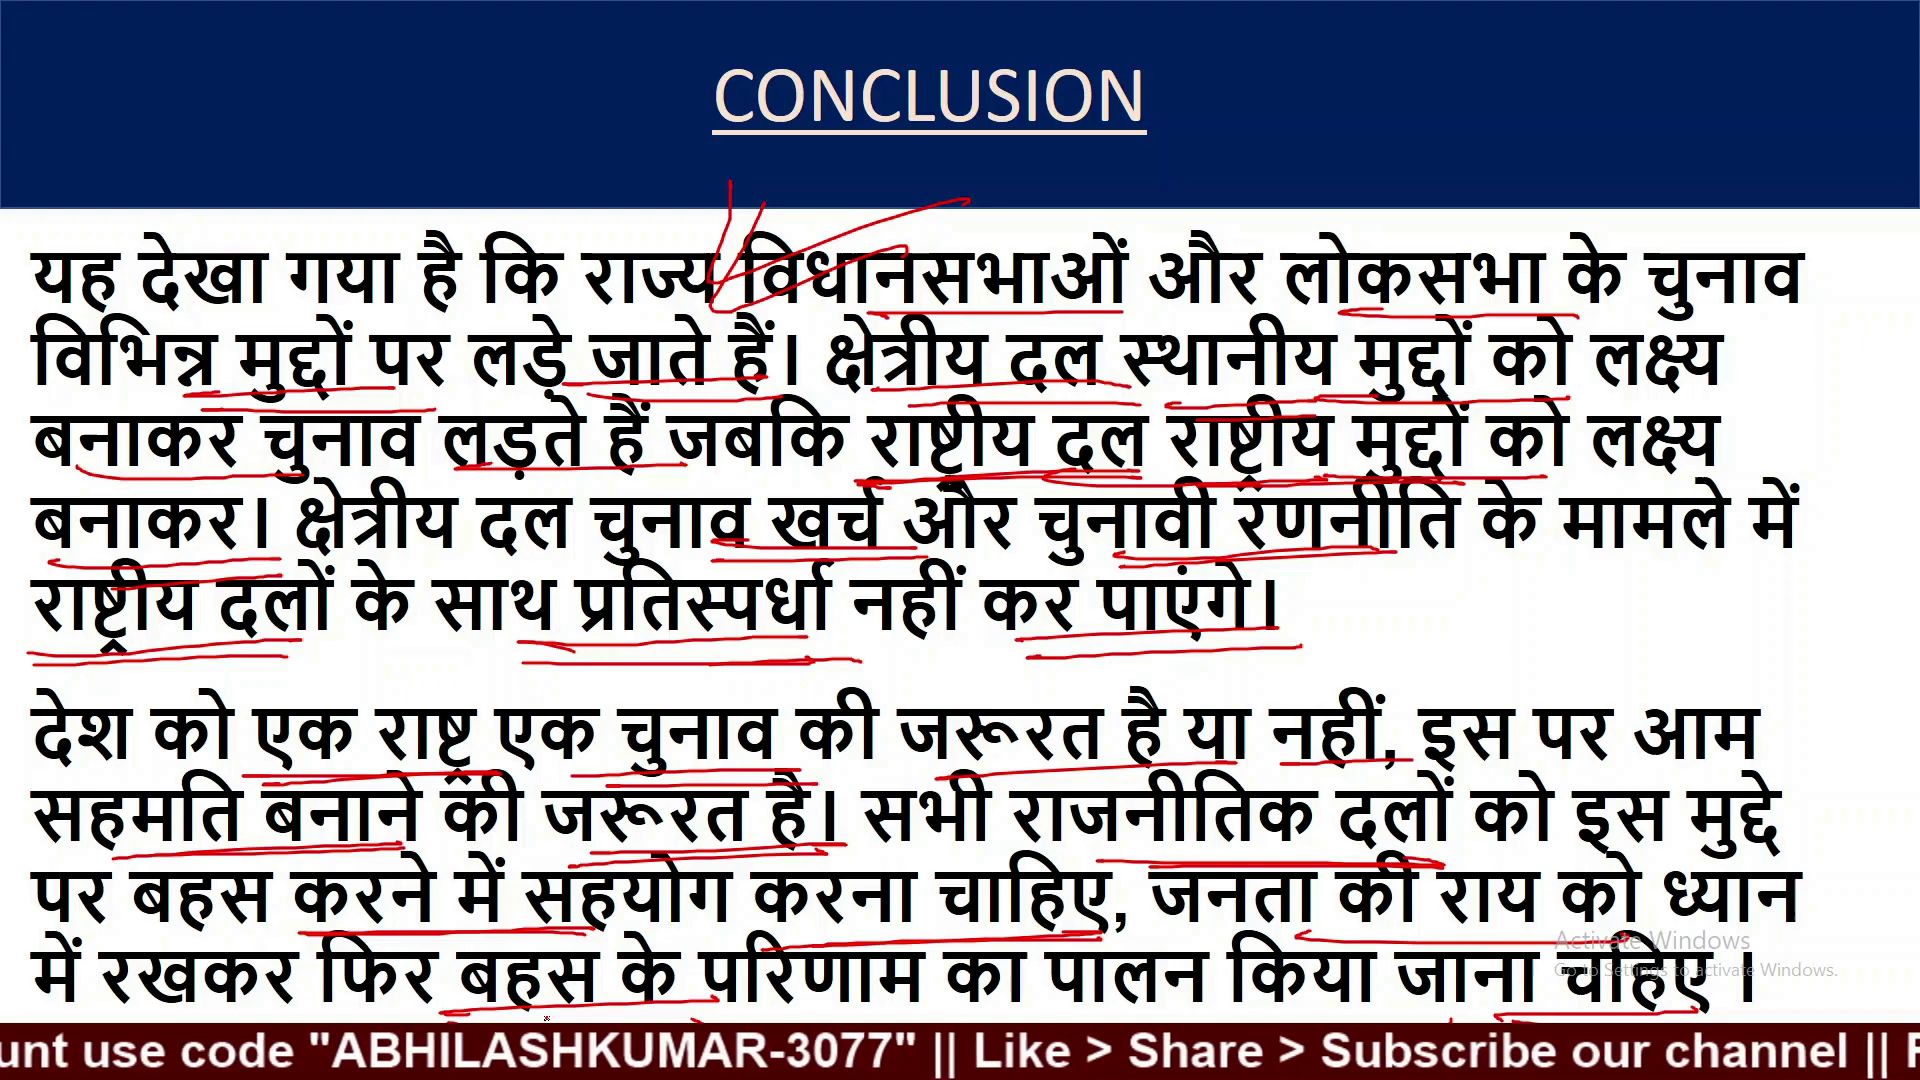 CONCLUSION
यह देखा गया है कि राज्य विधानसभाओं और लोकसभा के चुनाव
विभिन्न मुद्दों पर लड़े जाते हैं। क्षेत्रीय दल स्थानीय मुद्दों को लक्ष्य
बनाकर चुनाव लड़ते हैं जबकि राष्ट्रीय दल राष्ट्रीय मुद्दों को लक्ष्य
बनाकर। क्षेत्रीय दल चुनाव खर्च और चुनावी रणनीति के मामले में
राष्ट्रीय दलों के साथ प्रतिस्पर्धा नहीं कर पाएंगे।
देश को एक राष्ट्र एक चुनाव की जरूरत है या नहीं, इस पर आम
सहमति बनाने की जरूरत है। सभी राजनीतिक दलों को इस मुद्दे
पर बहस करने में सहयोग करना चाहिए, जनता की राय को ध्यान
में रखकर फिर बहस के परिणाम का पालन किया जाना चाहिए ।
Activate Windows
Go to Settings to activate Windows.
unt use code "ABHILASHKUMAR-3077" || Like > Share > Subscribe our channel || F